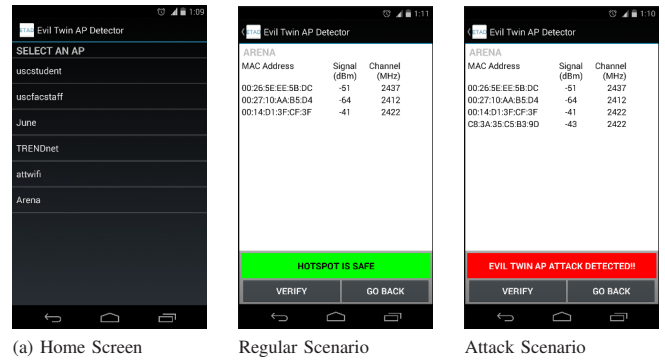 1:09
ETAD Evil Twin AP Detector
SELECT AN AP
uscstudent
uscfacstaff
June
TRENDnet
attwifi
Arena
(a) Home Screen
1:11
ETAD Evil Twin AP Detector
ARENA
MAC Address Signal (dBm) Channel (MHz)
00:26:5E:EE:5B:DC -51 2437
00:27:10:AA:B5:D4 -64 2412
00:14:D1:3F:CF:3F -41 2422
HOTSPOT IS SAFE
VERIFY GO BACK
Regular Scenario
1:10
ETAD Evil Twin AP Detector
ARENA
MAC Address Signal (dBm) Channel (MHz)
00:26:5E:EE:5B:DC -51 2437
00:27:10:AA:B5:D4 -64 2412
00:14:D1:3F:CF:3F -41 2422
C8:3A:35:C5:B3:9D -43 2422
EVIL TWIN AP ATTACK DETECTED!!
VERIFY GO BACK
Attack Scenario